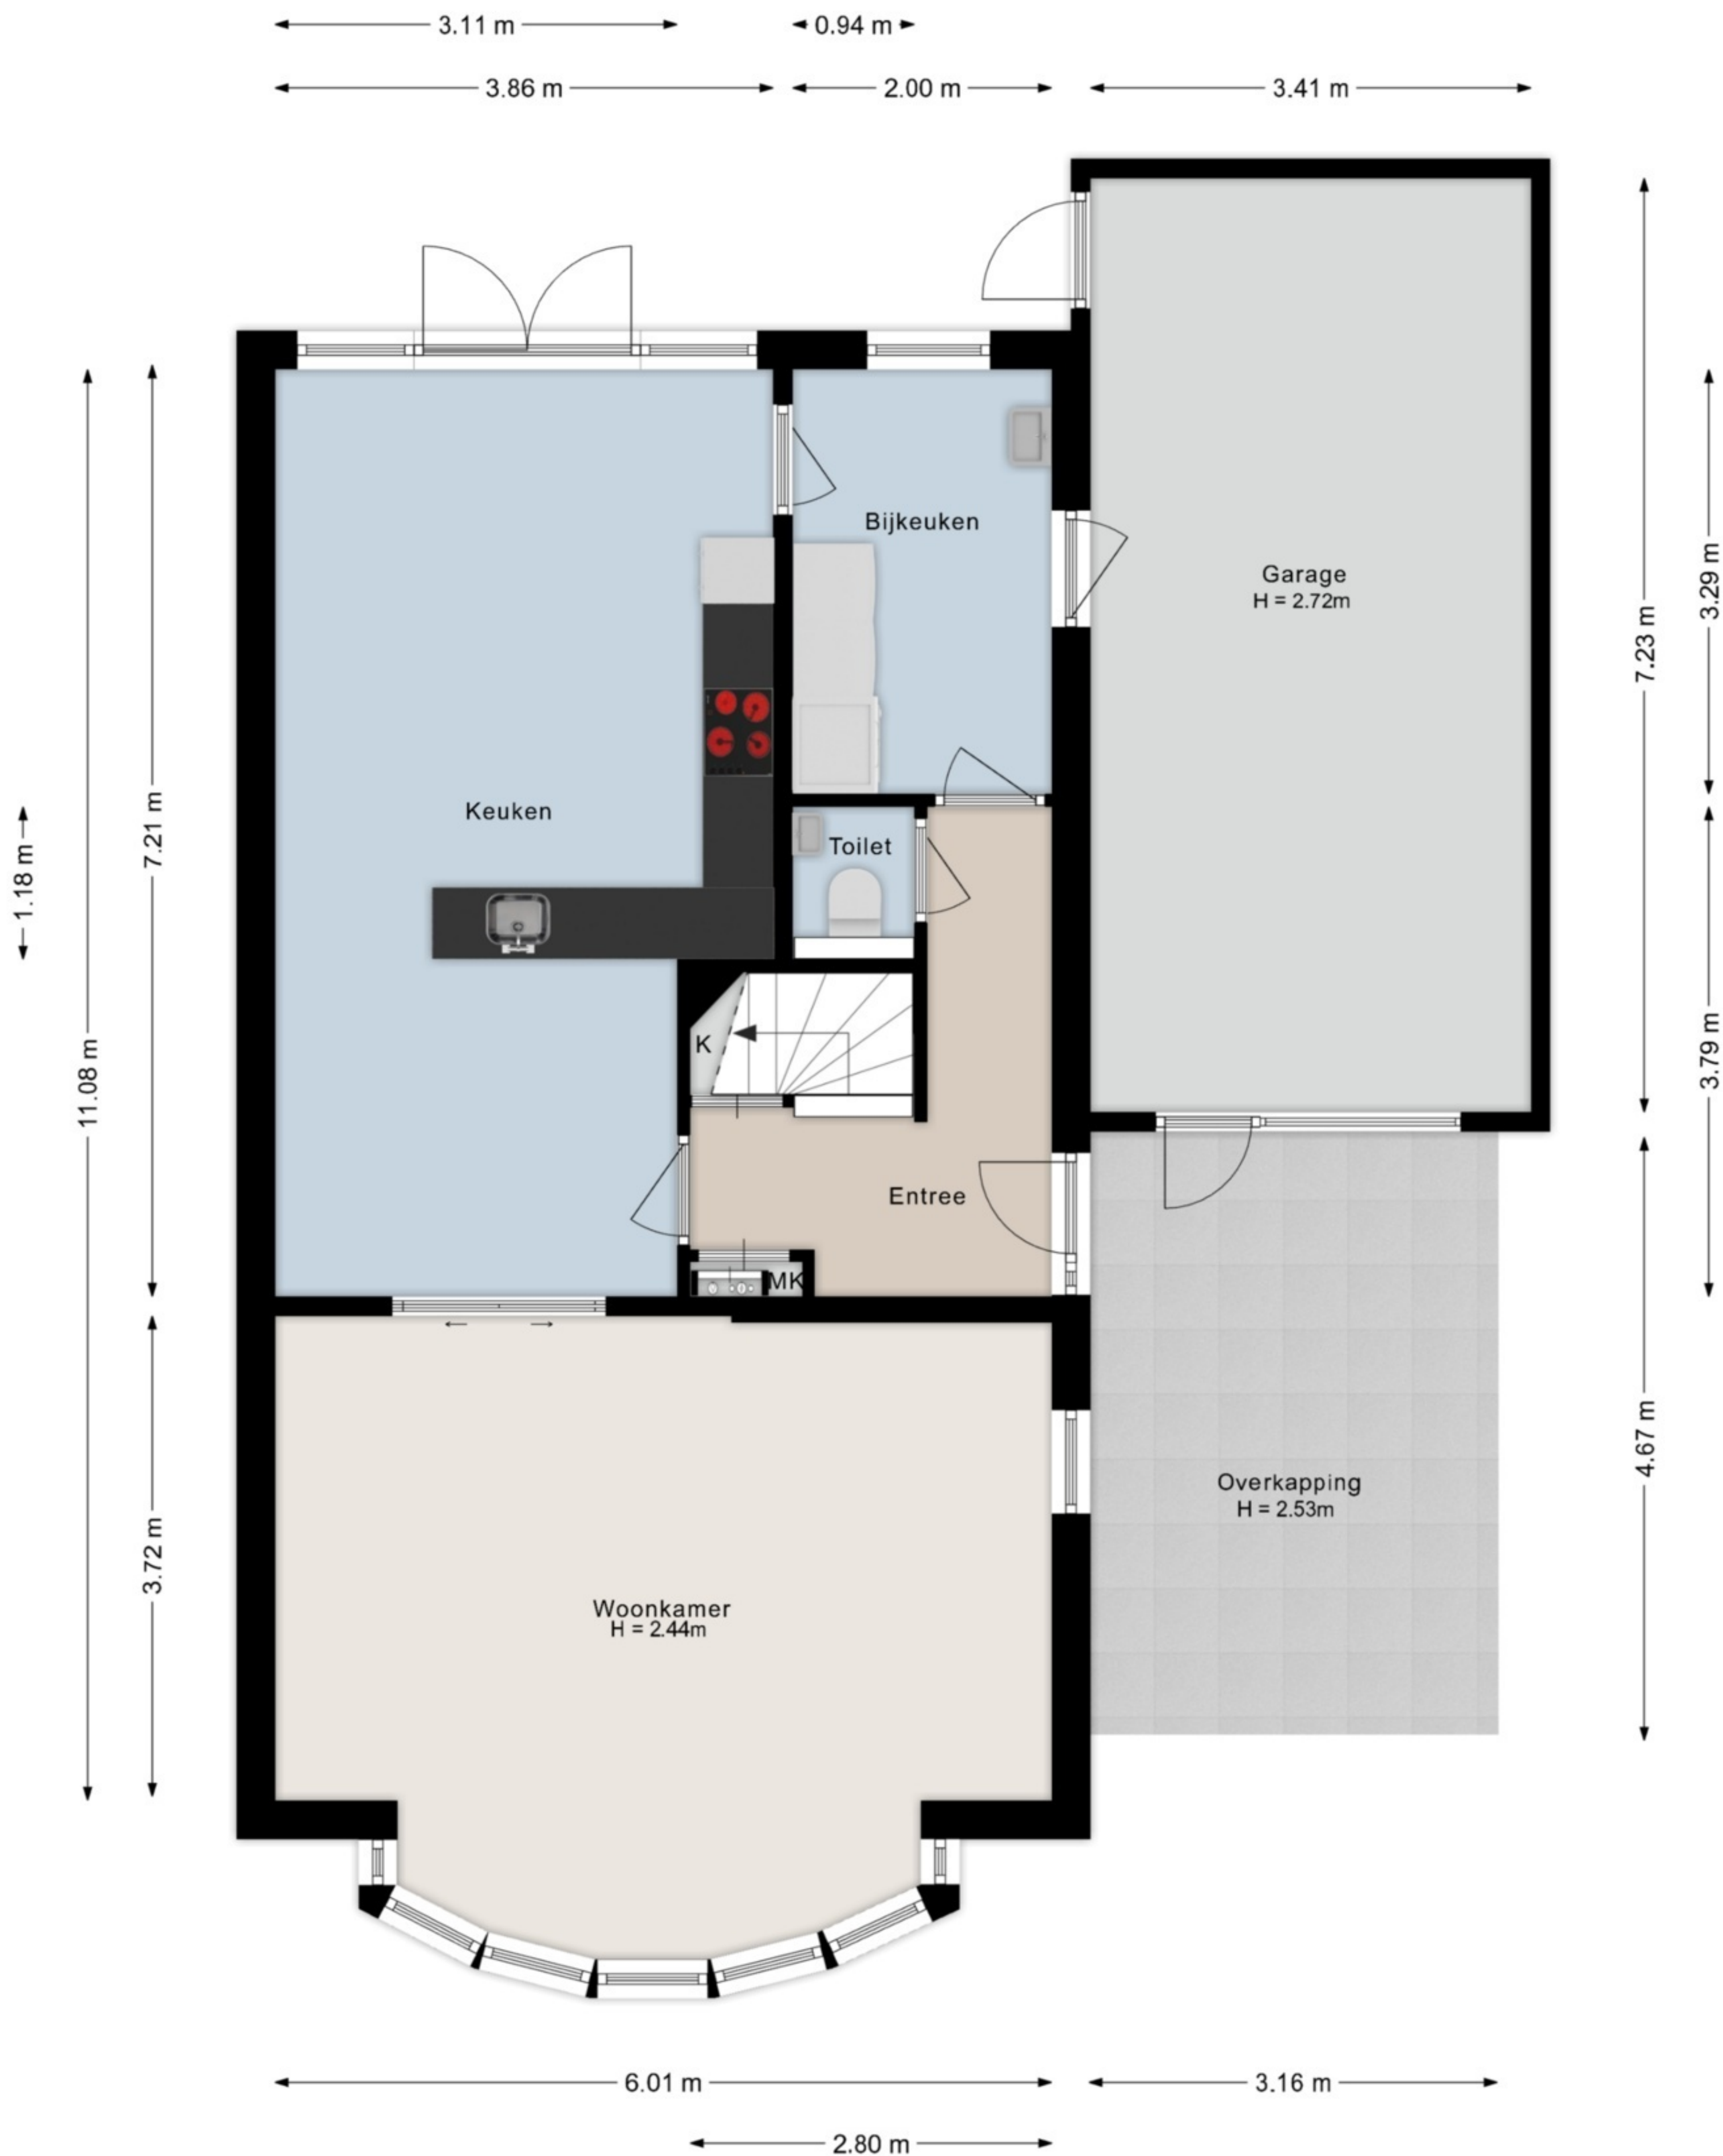 3.11 m
0.94 m
3.86 m
2.00 m
3.41 m
Bijkeuken
Garage
H = 2.72m
3.29 m
7.23 m
Keuken
7.21 m
Toilet
1.18 m
K
11.08 m
3.79 m
Entree
MK
4.67 m
Overkapping
H = 2.53m
3.72 m
Woonkamer
H = 2.44m
6.01 m
3.16 m
2.80 m